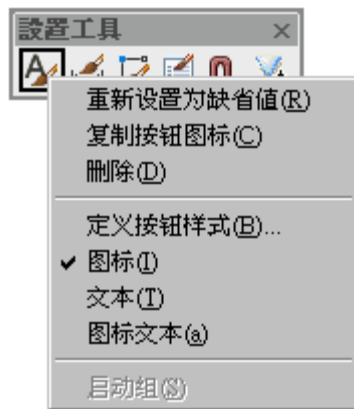 設置工具
重新设置为缺省值(R)
复制按钮图标(C)
删除(D)
定义按钮样式(B)...
图标(I)
文本(T)
图标文本(a)
启动组(S)